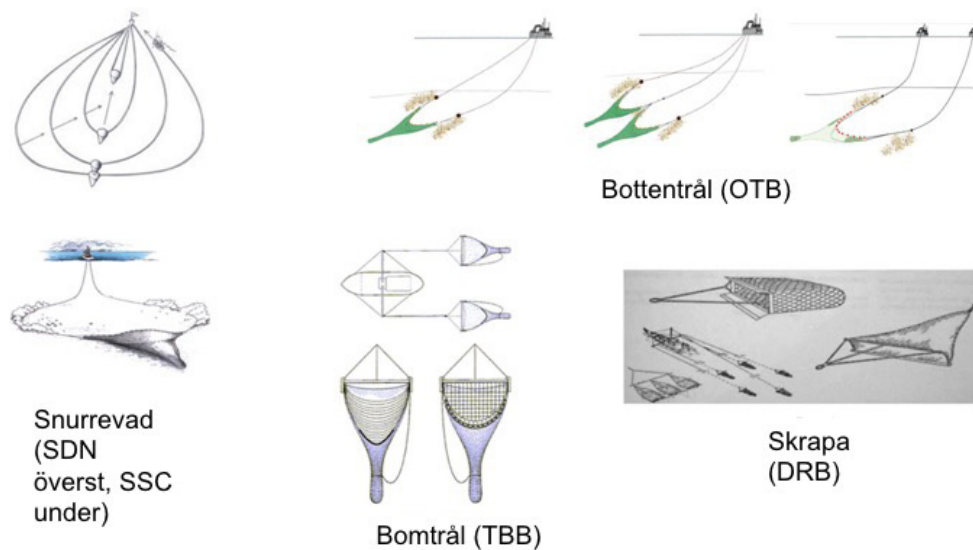 Bottentrål (OTB)
Snurrevad
(SDN
överst, SSC
under)
Bomtrål (TBB)
Skrapa
(DRB)